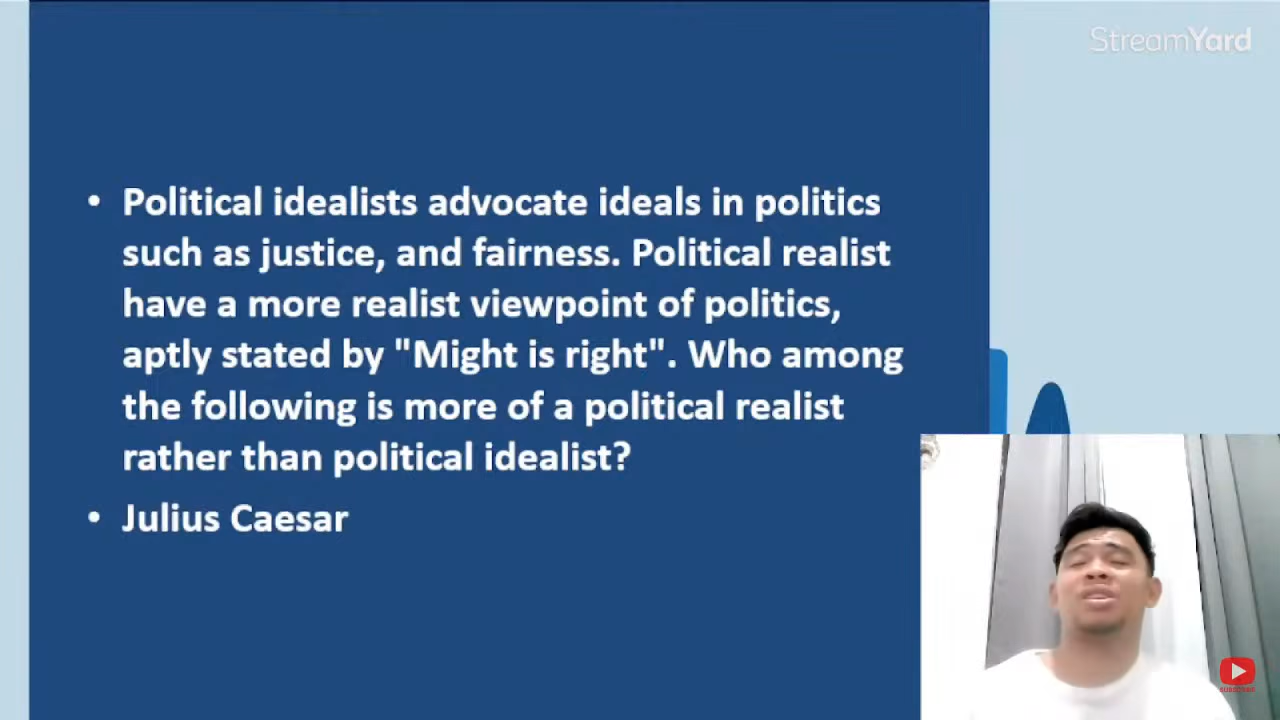 StreamYard
• Political idealists advocate ideals in politics
such as justice, and fairness. Political realist
have a more realist viewpoint of politics,
aptly stated by "Might is right". Who among
the following is more of a political realist
rather than political idealist?
• Julius Caesar
SUBSCRIBE